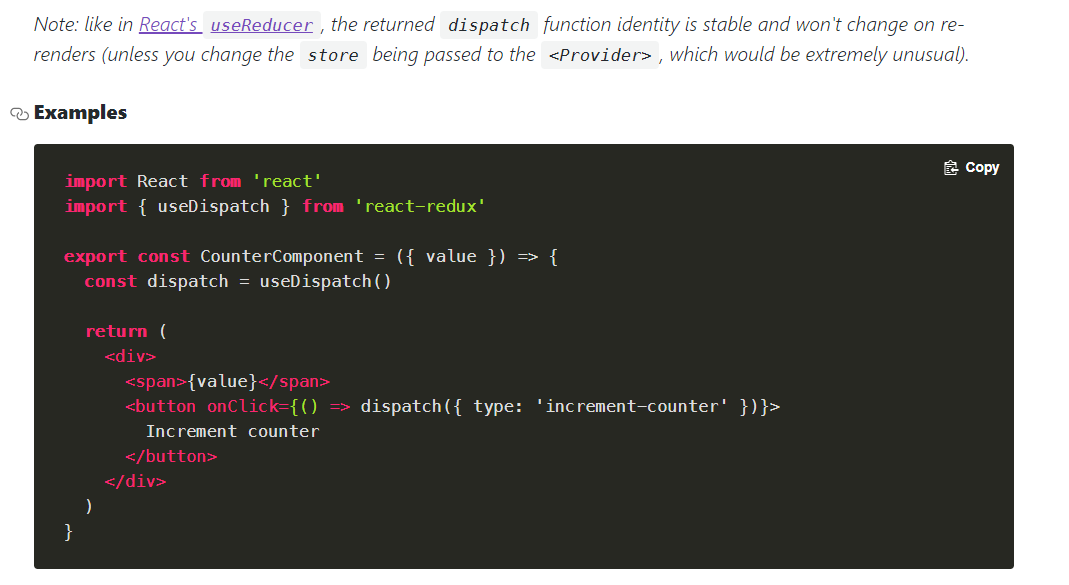 Note: like in React's useReducer , the returned dispatch function identity is stable and won't change on re-
renders (unless you change the store being passed to the <Provider> , which would be extremely unusual).
Examples
Copy
import React from 'react'
import { useDispatch } from 'react-redux'
export const CounterComponent = ({ value }) => {
  const dispatch = useDispatch()
  return (
    <div>
      <span>{value}</span>
      <button onClick={() => dispatch({ type: 'increment-counter' })}>
        Increment counter
      </button>
    </div>
  )
}